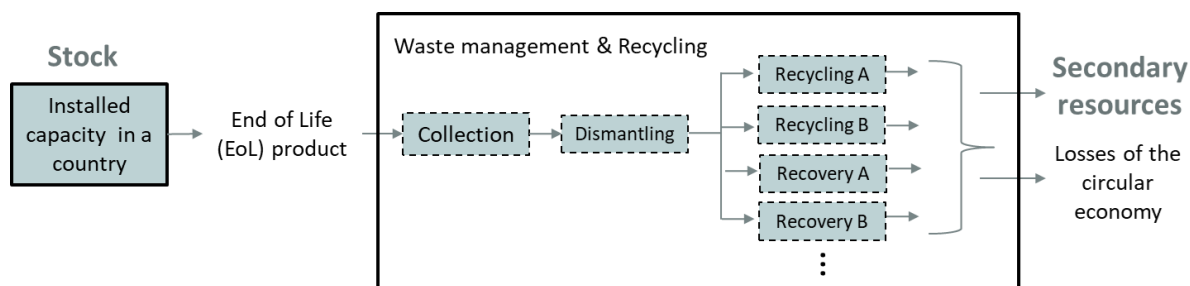 Stock
Installed
capacity in a
country
End of Life
(EoL) product
Waste management & Recycling
Collection
Dismantling
Recycling A
Recycling B
Recovery A
Recovery B
Secondary
resources
Losses of the
circular
economy